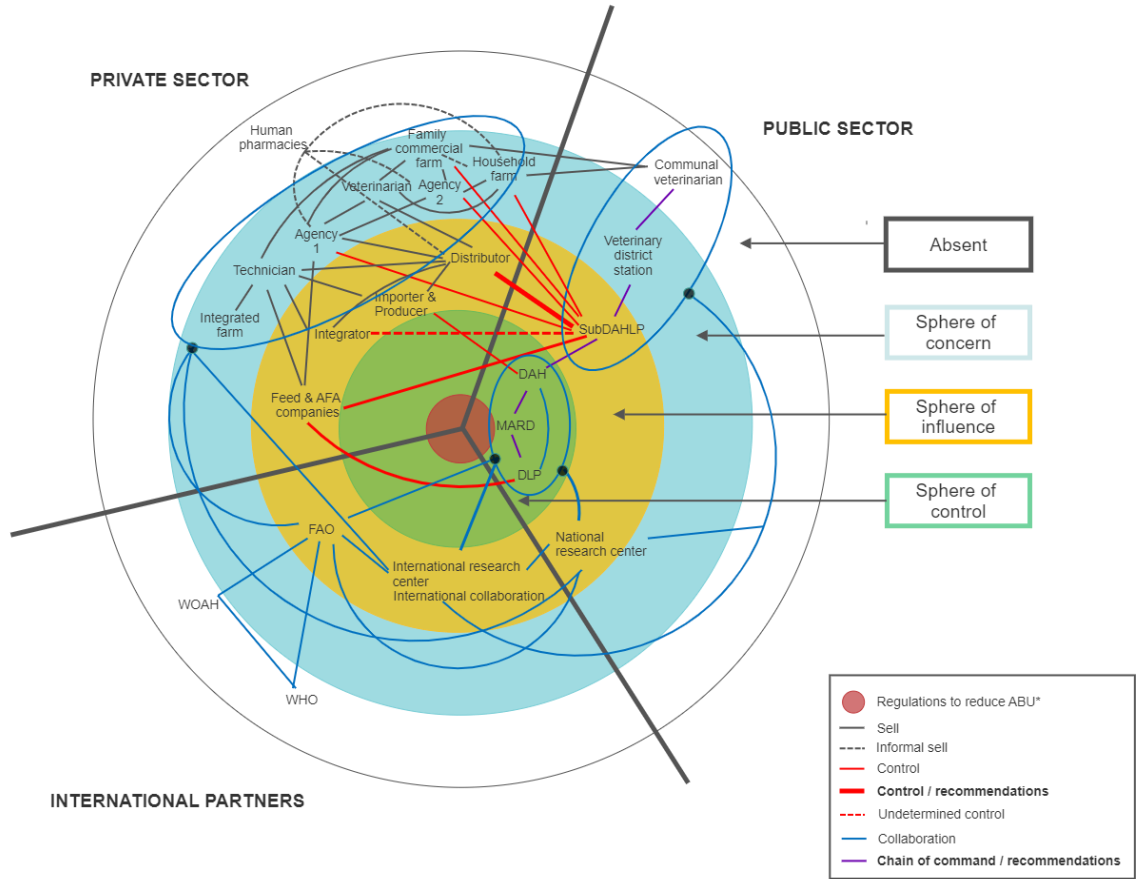 PRIVATE SECTOR
PUBLIC SECTOR
Human
pharmacies
Family
commercial
farm
Household
farm
Communal
veterinarian
Veterinarian
Agency
2
Agency
1
Veterinary
district
station
Distributor
Technician
Importer &
Producer
Integrated
farm
Integrator
SubDAHLP
DAH
Feed & AFA
companies
MARD
DLP
FAO
National
research center
International research
center
International collaboration
WOAH
WHO
INTERNATIONAL PARTNERS
Absent
Sphere of
concern
Sphere of
influence
Sphere of
control
Regulations to reduce ABU*
Sell
Informal sell
Control
Control / recommendations
Undetermined control
Collaboration
Chain of command / recommendations